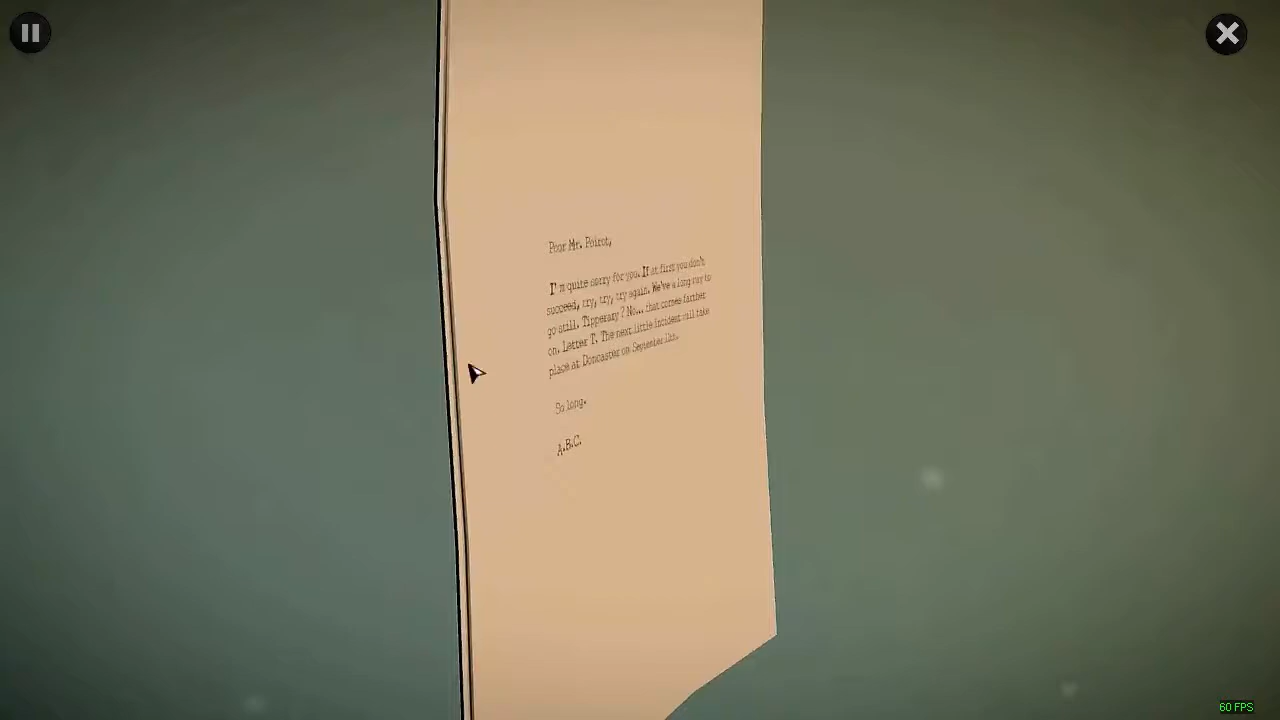 Poor Mr. Poirot,
I'm quite sorry for you. If at first you don't
succeed, try, try, try again. We've a long way to
go still. Tipperary ? No... that comes farther
on. Letter T. The next little incident will take
place at Doncaster on September
So long.
A.B.C.
60 FPS